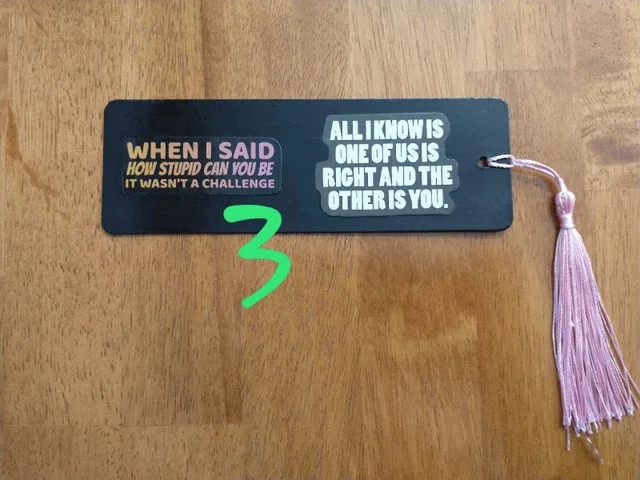 WHEN I SAID
HOW STUPID CAN YOU BE
IT WASN'T A CHALLENGE
ALL I KNOW IS
ONE OF US IS
RIGHT AND THE
OTHER IS YOU.
3